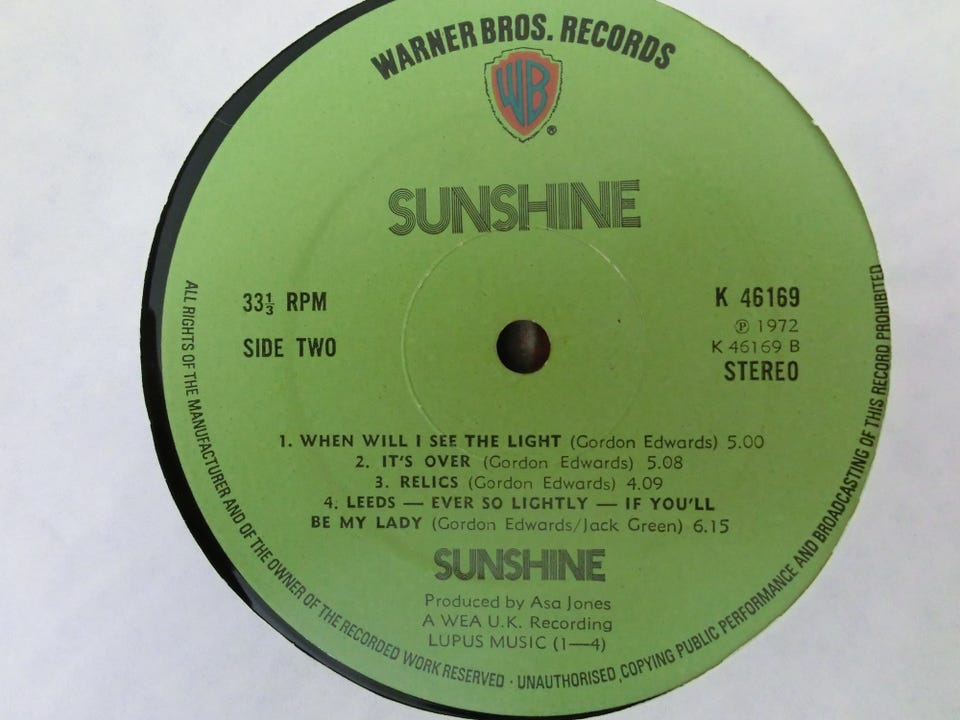 WARNER BROS. RECORDS
WB
®
SUNSHINE
33⅓ RPM
SIDE TWO
K 46169
Ⓟ 1972
K 46169 B
STEREO
1. WHEN WILL I SEE THE LIGHT (Gordon Edwards) 5.00
2. IT'S OVER (Gordon Edwards) 5.08
3. RELICS (Gordon Edwards) 4.09
4. LEEDS — EVER SO LIGHTLY — IF YOU'LL
BE MY LADY (Gordon Edwards/Jack Green) 6.15
SUNSHINE
Produced by Asa Jones
A WEA U.K. Recording
LUPUS MUSIC (1—4)
ALL RIGHTS OF THE MANUFACTURER AND OF THE OWNER OF THE RECORDED WORK RESERVED · UNAUTHORISED COPYING PUBLIC PERFORMANCE AND BROADCASTING OF THIS RECORD PROHIBITED